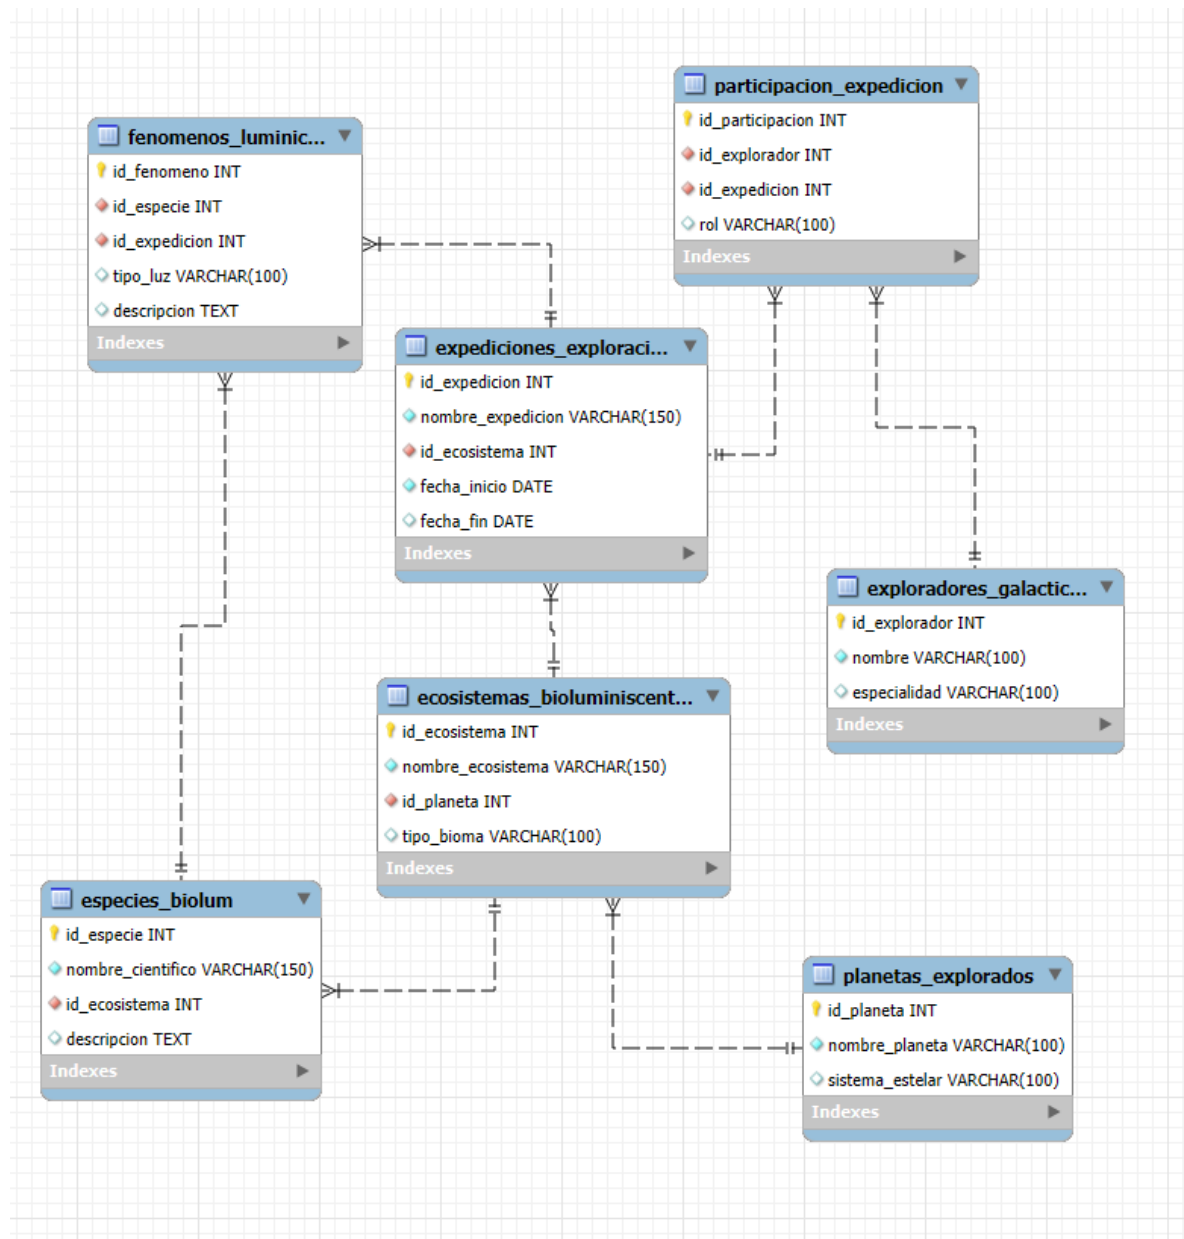 participacion_expedicion
id_participacion INT
id_explorador INT
id_expedicion INT
rol VARCHAR(100)
Indexes
fenomenos_luminic...
id_fenomeno INT
id_especie INT
id_expedicion INT
tipo_luz VARCHAR(100)
descripcion TEXT
Indexes
expediciones_exploraci...
id_expedicion INT
nombre_expedicion VARCHAR(150)
id_ecosistema INT
fecha_inicio DATE
fecha_fin DATE
Indexes
exploradores_galactic...
id_explorador INT
nombre VARCHAR(100)
especialidad VARCHAR(100)
Indexes
ecosistemas_bioluminiscent...
id_ecosistema INT
nombre_ecosistema VARCHAR(150)
id_planeta INT
tipo_bioma VARCHAR(100)
Indexes
especies_biolum
id_especie INT
nombre_cientifico VARCHAR(150)
id_ecosistema INT
descripcion TEXT
Indexes
planetas_explorados
id_planeta INT
nombre_planeta VARCHAR(100)
sistema_estelar VARCHAR(100)
Indexes